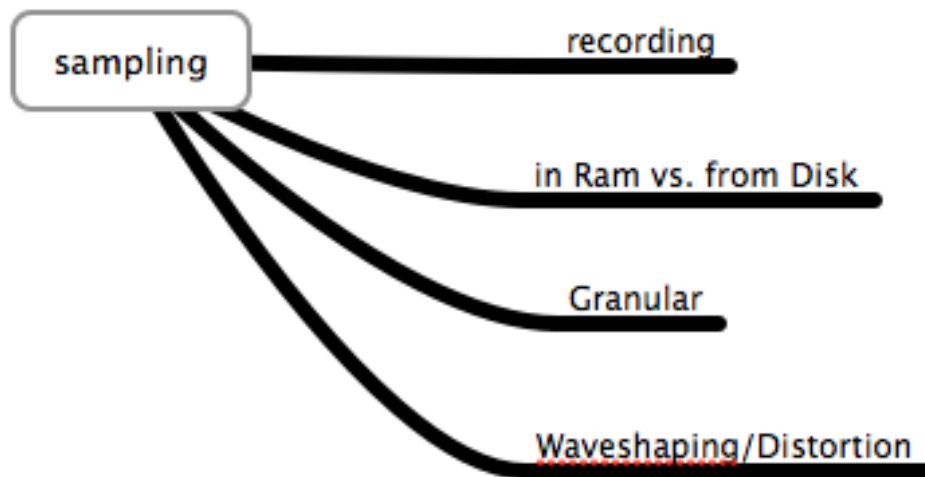 sampling
recording
in Ram vs. from Disk
Granular
Waveshaping/Distortion